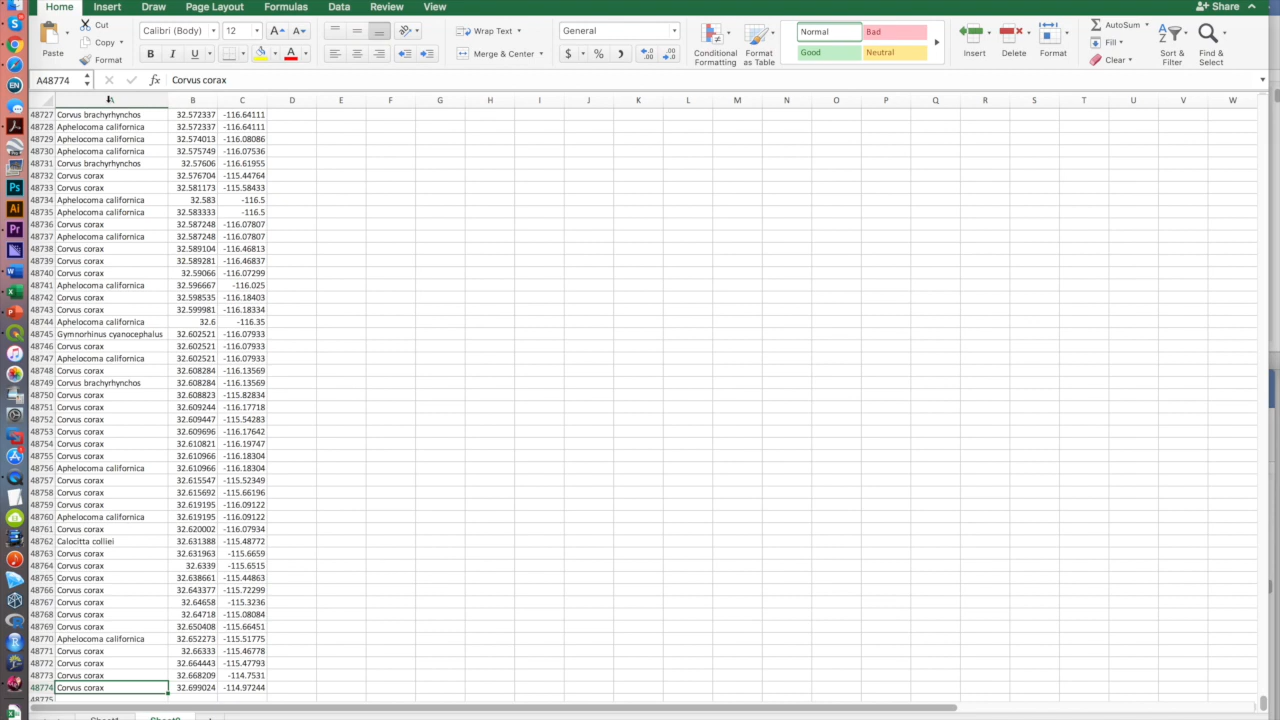 Home Insert Draw Page Layout Formulas Data Review View Share
Paste Cut Copy Format Calibri (Body) 12 A A Wrap Text General Normal Bad AutoSum
B I U A Merge & Center $ % Good Neutral Conditional Formatting Format as Table Insert Delete Format Fill Clear Sort & Filter Find & Select
A48774 fx Corvus corax
A B C D E F G H I J K L M N O P Q R S T U V W
48727 Corvus brachyrhynchos 32.572337 -116.64111
48728 Aphelocoma californica 32.572337 -116.64111
48729 Aphelocoma californica 32.574013 -116.08086
48730 Aphelocoma californica 32.575749 -116.07536
48731 Corvus brachyrhynchos 32.57606 -116.61955
48732 Corvus corax 32.576704 -115.44764
48733 Corvus corax 32.581173 -115.58433
48734 Aphelocoma californica 32.583 -116.5
48735 Aphelocoma californica 32.583333 -116.5
48736 Corvus corax 32.587248 -116.07807
48737 Aphelocoma californica 32.587248 -116.07807
48738 Corvus corax 32.589104 -116.46813
48739 Corvus corax 32.589281 -116.46837
48740 Corvus corax 32.59066 -116.07299
48741 Aphelocoma californica 32.596667 -116.025
48742 Corvus corax 32.598535 -116.18403
48743 Corvus corax 32.599981 -116.18334
48744 Aphelocoma californica 32.6 -116.35
48745 Gymnorhinus cyanocephalus 32.602521 -116.07933
48746 Corvus corax 32.602521 -116.07933
48747 Aphelocoma californica 32.602521 -116.07933
48748 Corvus corax 32.608284 -116.13569
48749 Corvus brachyrhynchos 32.608284 -116.13569
48750 Corvus corax 32.608823 -115.82834
48751 Corvus corax 32.609244 -116.17718
48752 Corvus corax 32.609447 -115.54283
48753 Corvus corax 32.609696 -116.17642
48754 Corvus corax 32.610821 -116.19747
48755 Corvus corax 32.610966 -116.18304
48756 Aphelocoma californica 32.610966 -116.18304
48757 Corvus corax 32.615547 -115.52349
48758 Corvus corax 32.615692 -115.66196
48759 Corvus corax 32.619195 -116.09122
48760 Aphelocoma californica 32.619195 -116.09122
48761 Corvus corax 32.620002 -116.07934
48762 Calocitta colliei 32.631388 -115.48772
48763 Corvus corax 32.631963 -115.6659
48764 Corvus corax 32.6339 -115.6515
48765 Corvus corax 32.638661 -115.44863
48766 Corvus corax 32.643377 -115.72299
48767 Corvus corax 32.64658 -115.3236
48768 Corvus corax 32.64718 -115.08084
48769 Corvus corax 32.650408 -115.66451
48770 Aphelocoma californica 32.652273 -115.51775
48771 Corvus corax 32.66333 -115.46778
48772 Corvus corax 32.664443 -115.47793
48773 Corvus corax 32.668209 -114.7531
48774 Corvus corax 32.699024 -114.97244
48775
Sheet1